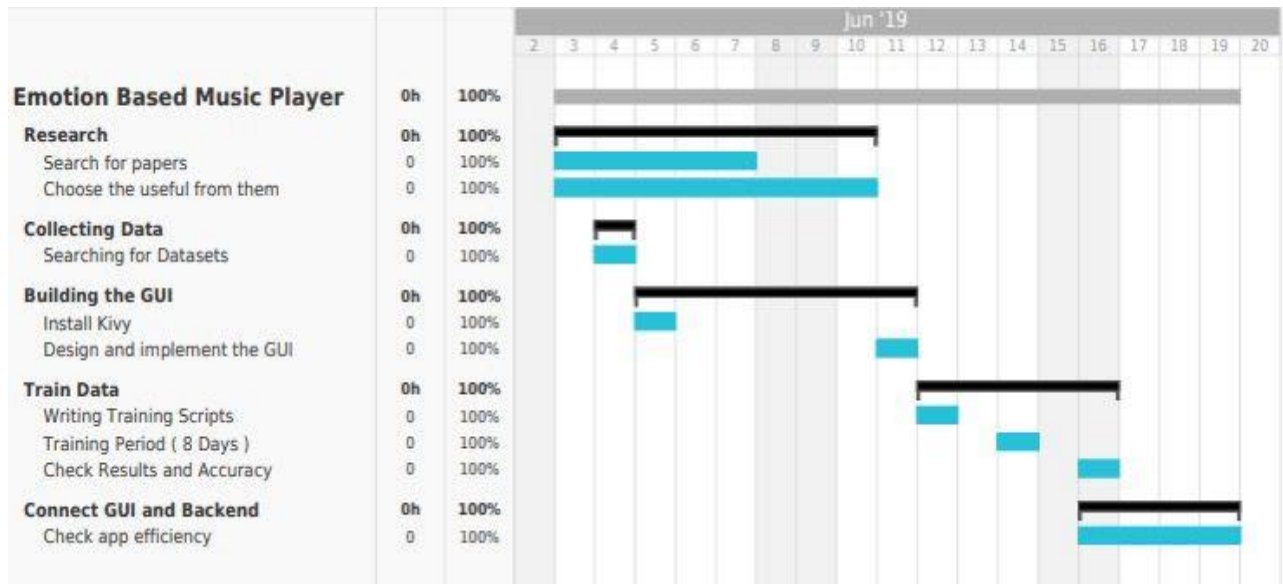 Jun '19
2 3 4 5 6 7 8 9 10 11 12 13 14 15 16 17 18 19 20
Emotion Based Music Player 0h 100%
Research 0h 100%
Search for papers 0 100%
Choose the useful from them 0 100%
Collecting Data 0h 100%
Searching for Datasets 0 100%
Building the GUI 0h 100%
Install Kivy 0 100%
Design and implement the GUI 0 100%
Train Data 0h 100%
Writing Training Scripts 0 100%
Training Period ( 8 Days ) 0 100%
Check Results and Accuracy 0 100%
Connect GUI and Backend 0h 100%
Check app efficiency 0 100%